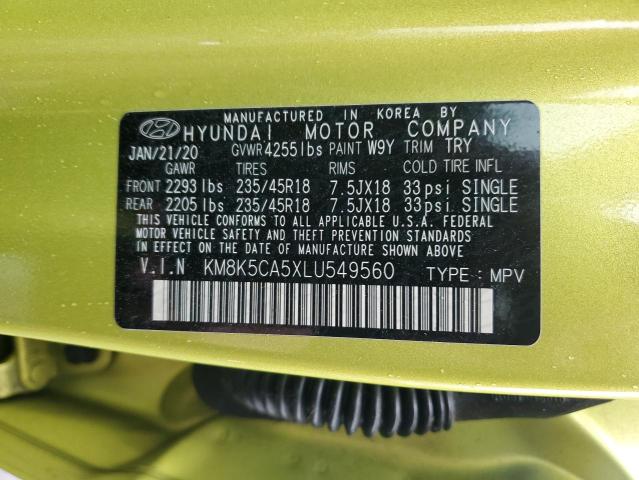 MANUFACTURED IN KOREA BY
HYUNDAI MOTOR COMPANY
JAN/21/20 GVWR 4255lbs PAINT W9Y TRIM TRY
GAWR TIRES RIMS COLD TIRE INFL
FRONT 2293lbs 235/45R18 7.5JX18 33psi SINGLE
REAR 2205lbs 235/45R18 7.5JX18 33psi SINGLE
THIS VEHICLE CONFORMS TO ALL APPLICABLE U.S.A. FEDERAL
MOTOR VEHICLE SAFETY AND BUMPER STANDARDS
IN EFFECT ON THE DATE OF MANUFACTURE SHOWN ABOVE
V.I.N KM8K5CA5XLU549560 TYPE : MPV